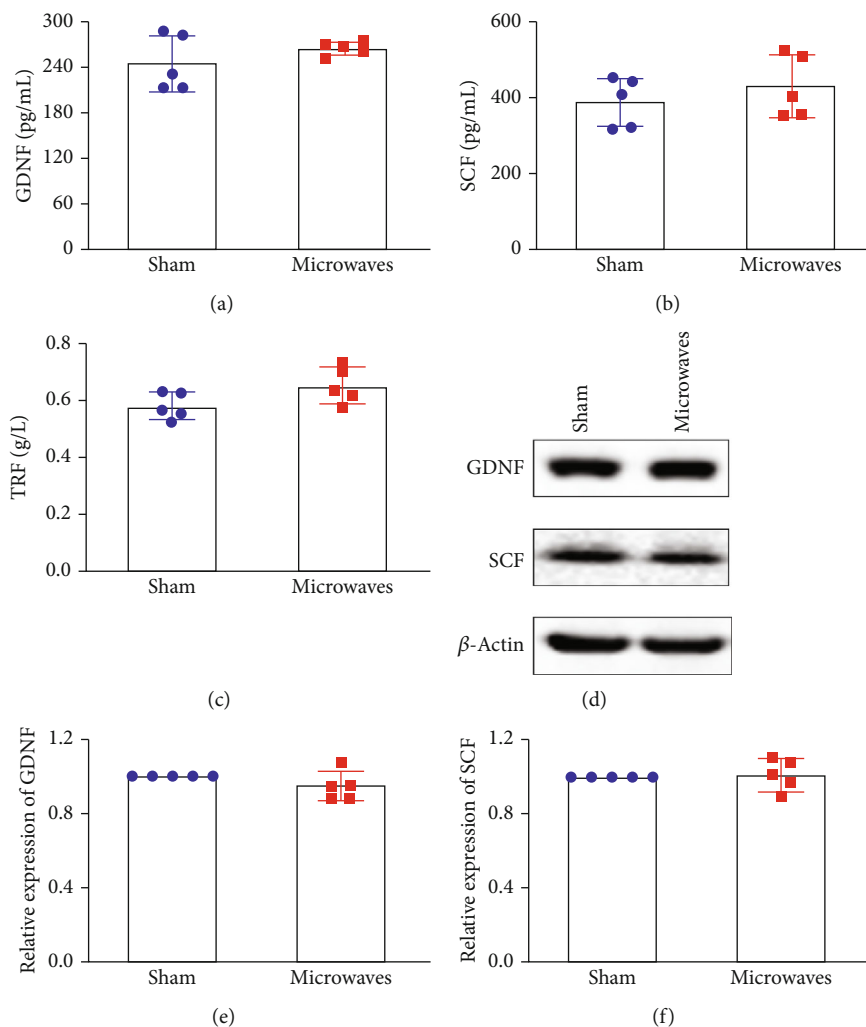 300
240
180
120
60
0
GDNF (pg/mL)
Sham
Microwaves
(a)
600
400
200
0
SCF (pg/mL)
Sham
Microwaves
(b)
0.8
0.6
0.4
0.2
0.0
TRF (g/L)
Sham
Microwaves
(c)
Sham
Microwaves
GDNF
SCF
β-Actin
(d)
1.2
0.8
0.4
0.0
Relative expression of GDNF
Sham
Microwaves
(e)
1.2
0.8
0.4
0.0
Relative expression of SCF
Sham
Microwaves
(f)